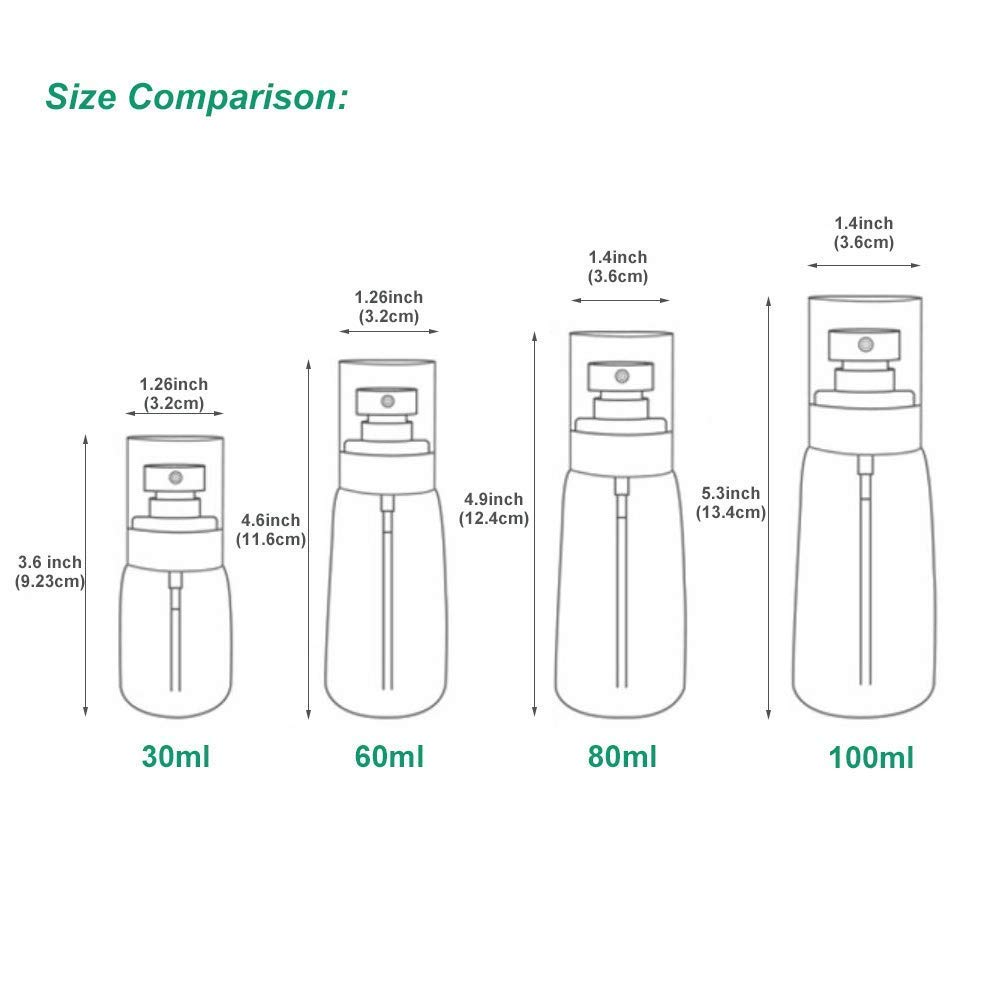 Size Comparison:
1.26inch
(3.2cm)
3.6 inch
(9.23cm)
30ml
1.26inch
(3.2cm)
4.6inch
(11.6cm)
60ml
1.4inch
(3.6cm)
4.9inch
(12.4cm)
80ml
1.4inch
(3.6cm)
5.3inch
(13.4cm)
100ml